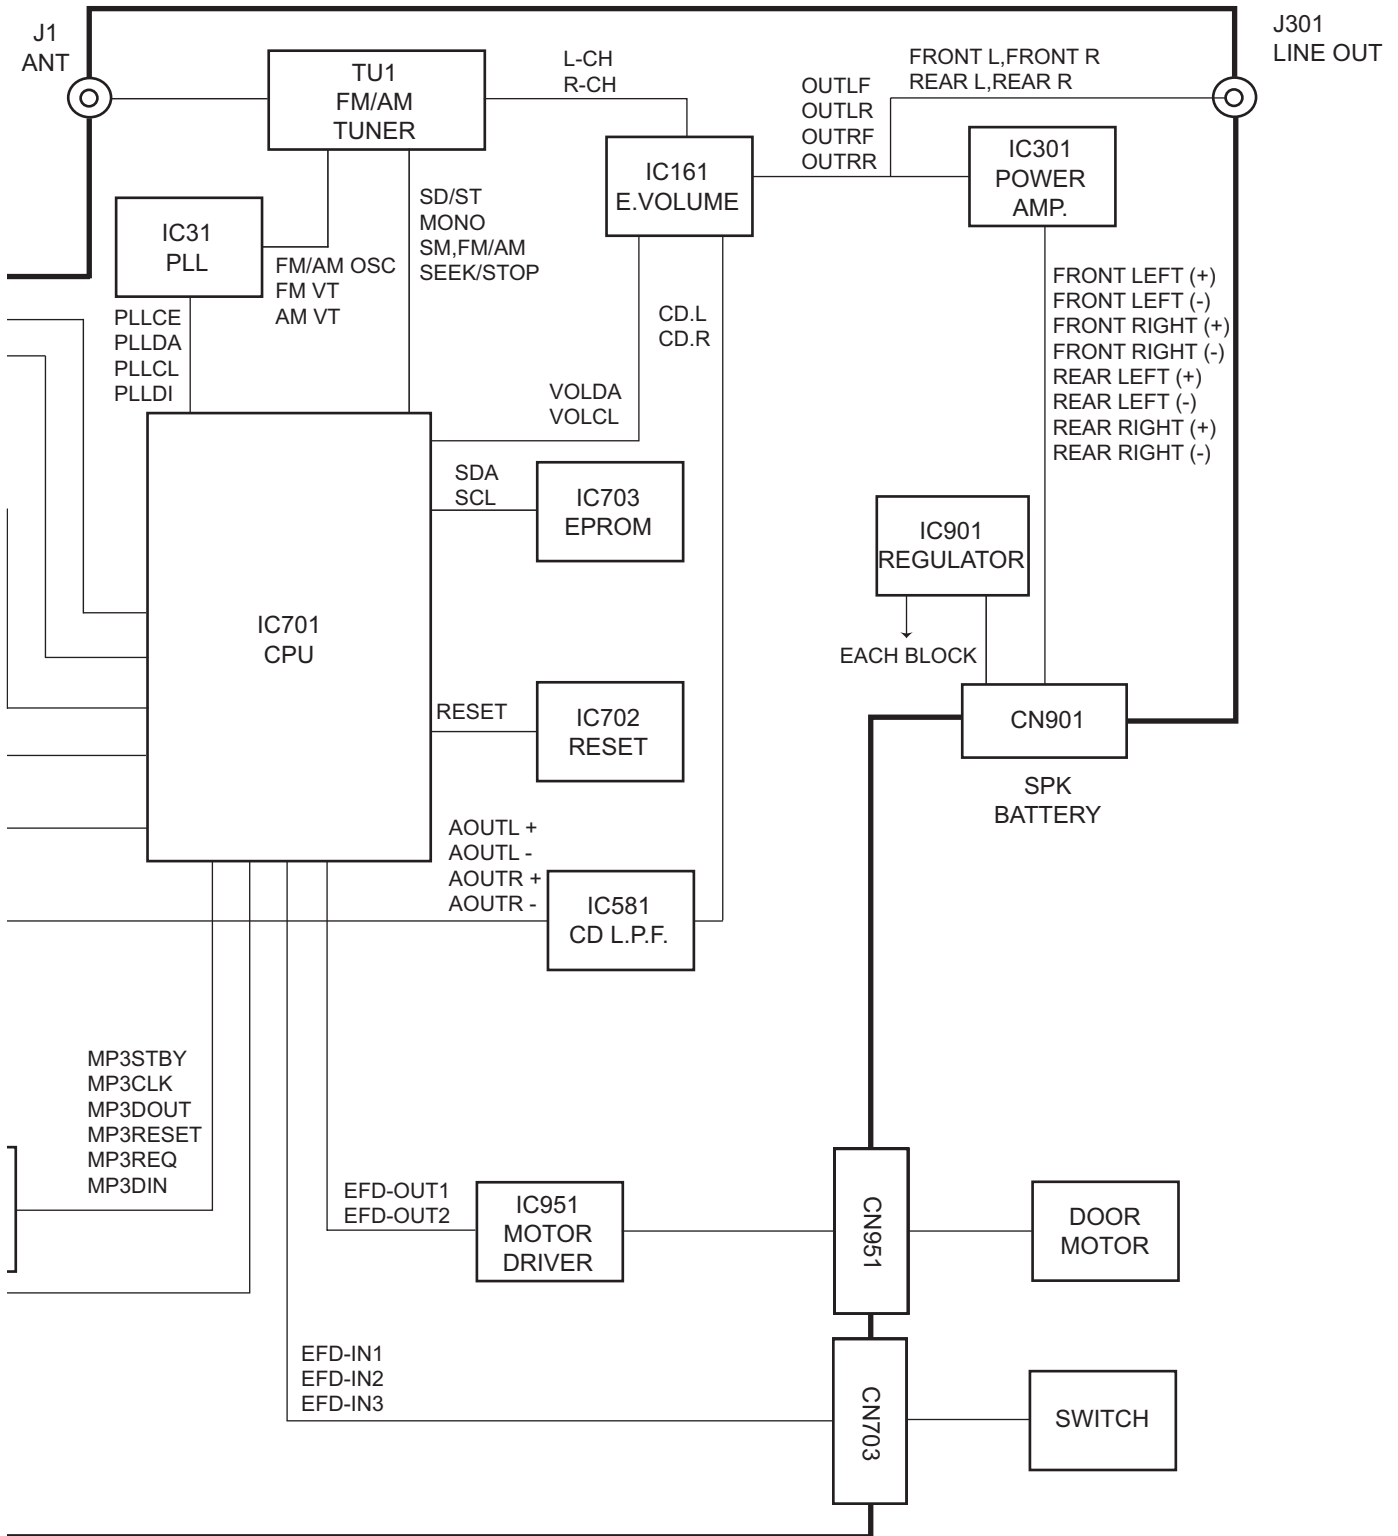 J1
ANT
J301
LINE OUT
TU1
FM/AM
TUNER
L-CH
R-CH
FRONT L,FRONT R
REAR L,REAR R
OUTLF
OUTLR
OUTRF
OUTRR
IC161
E.VOLUME
IC301
POWER
AMP.
IC31
PLL
SD/ST
MONO
SM,FM/AM
SEEK/STOP
FM/AM OSC
FM VT
AM VT
PLLCE
PLLDA
PLLCL
PLLDI
CD.L
CD.R
FRONT LEFT (+)
FRONT LEFT (-)
FRONT RIGHT (+)
FRONT RIGHT (-)
REAR LEFT (+)
REAR LEFT (-)
REAR RIGHT (+)
REAR RIGHT (-)
VOLDA
VOLCL
SDA
SCL
IC703
EPROM
IC901
REGULATOR
EACH BLOCK
IC701
CPU
RESET
IC702
RESET
CN901
SPK
BATTERY
AOUTL +
AOUTL -
AOUTR +
AOUTR -
IC581
CD L.P.F.
MP3STBY
MP3CLK
MP3DOUT
MP3RESET
MP3REQ
MP3DIN
EFD-OUT1
EFD-OUT2
IC951
MOTOR
DRIVER
CN951
DOOR
MOTOR
EFD-IN1
EFD-IN2
EFD-IN3
CN703
SWITCH